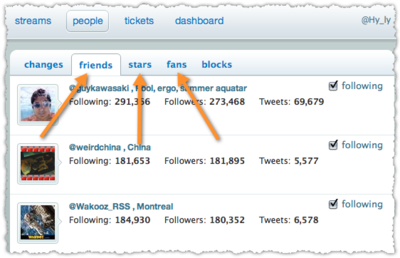 streams people tickets dashboard @Hy_ly
changes friends stars fans blocks
@guykawasaki , Pool, ergo, summer aquatar following
Following: 291,356 Followers: 273,468 Tweets: 69,679
@weirdchina , China following
Following: 181,653 Followers: 181,895 Tweets: 5,577
@Wakooz_RSS , Montreal following
Following: 184,930 Followers: 180,352 Tweets: 6,578